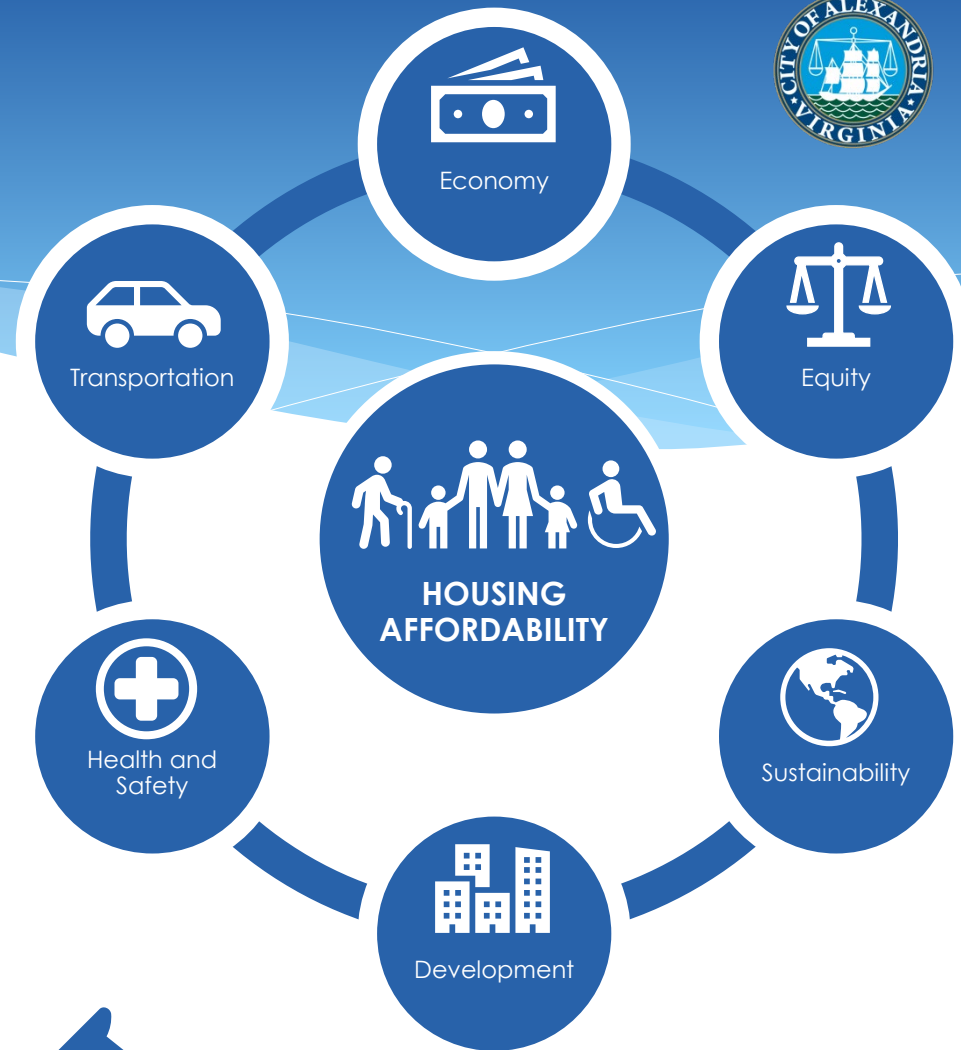 CITY OF ALEXANDRIA
VIRGINIA
Economy
Transportation
Equity
HOUSING
AFFORDABILITY
Health and
Safety
Sustainability
Development